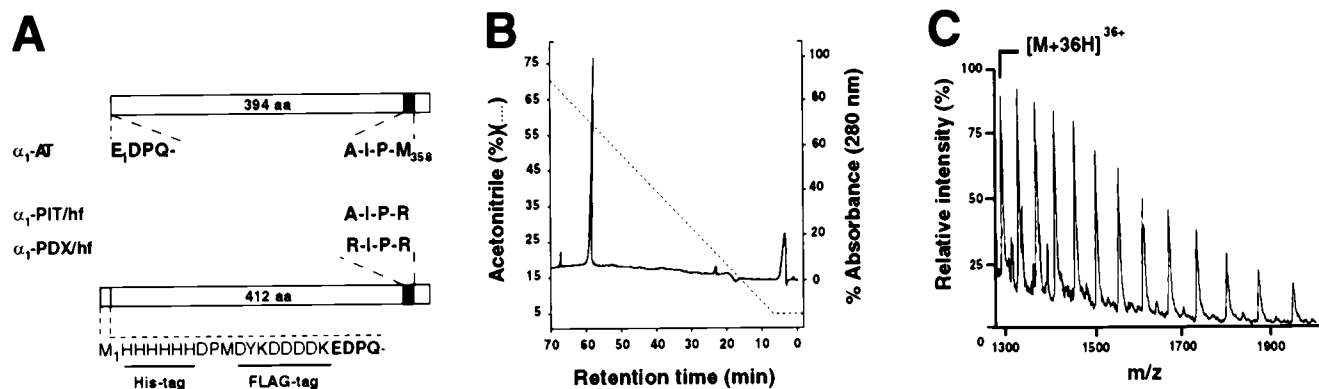 A
394 aa
α₁-AT
E₁DPQ-
A-I-P-M₃₅₈
α₁-PIT/hf
A-I-P-R
α₁-PDX/hf
R-I-P-R
412 aa
M₁HHHHHHDPMDYKDDDDKEDPQ-
His-tag
FLAG-tag
B
Acetonitrile (%)(....)
75
65
55
45
35
25
15
5
100
80
60
40
20
0
% Absorbance (280 nm)
70 60 50 40 30 20 10 0
Retention time (min)
C
[M+36H]³⁶⁺
Relative intensity (%)
100
75
50
25
0
1300 1500 1700 1900
m/z